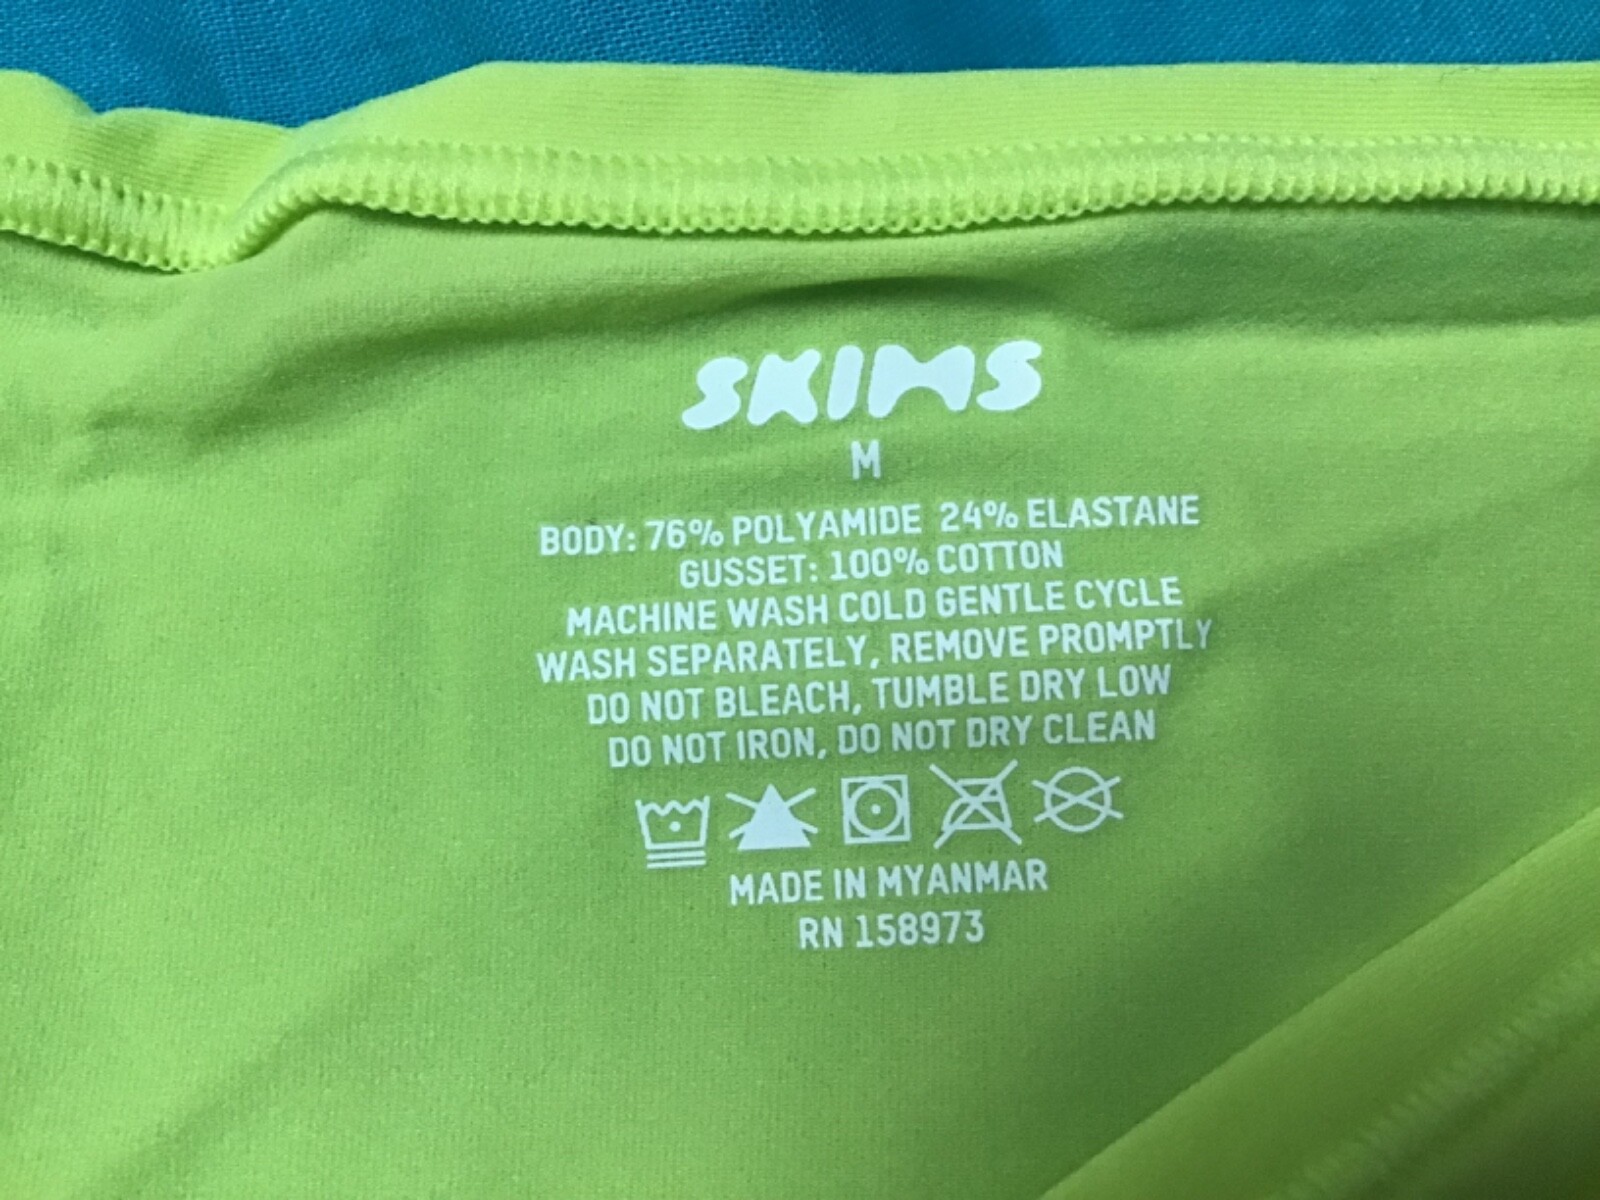 SKIMS
M
BODY: 76% POLYAMIDE 24% ELASTANE
GUSSET: 100% COTTON
MACHINE WASH COLD GENTLE CYCLE
WASH SEPARATELY, REMOVE PROMPTLY
DO NOT BLEACH, TUMBLE DRY LOW
DO NOT IRON, DO NOT DRY CLEAN
MADE IN MYANMAR
RN 158973